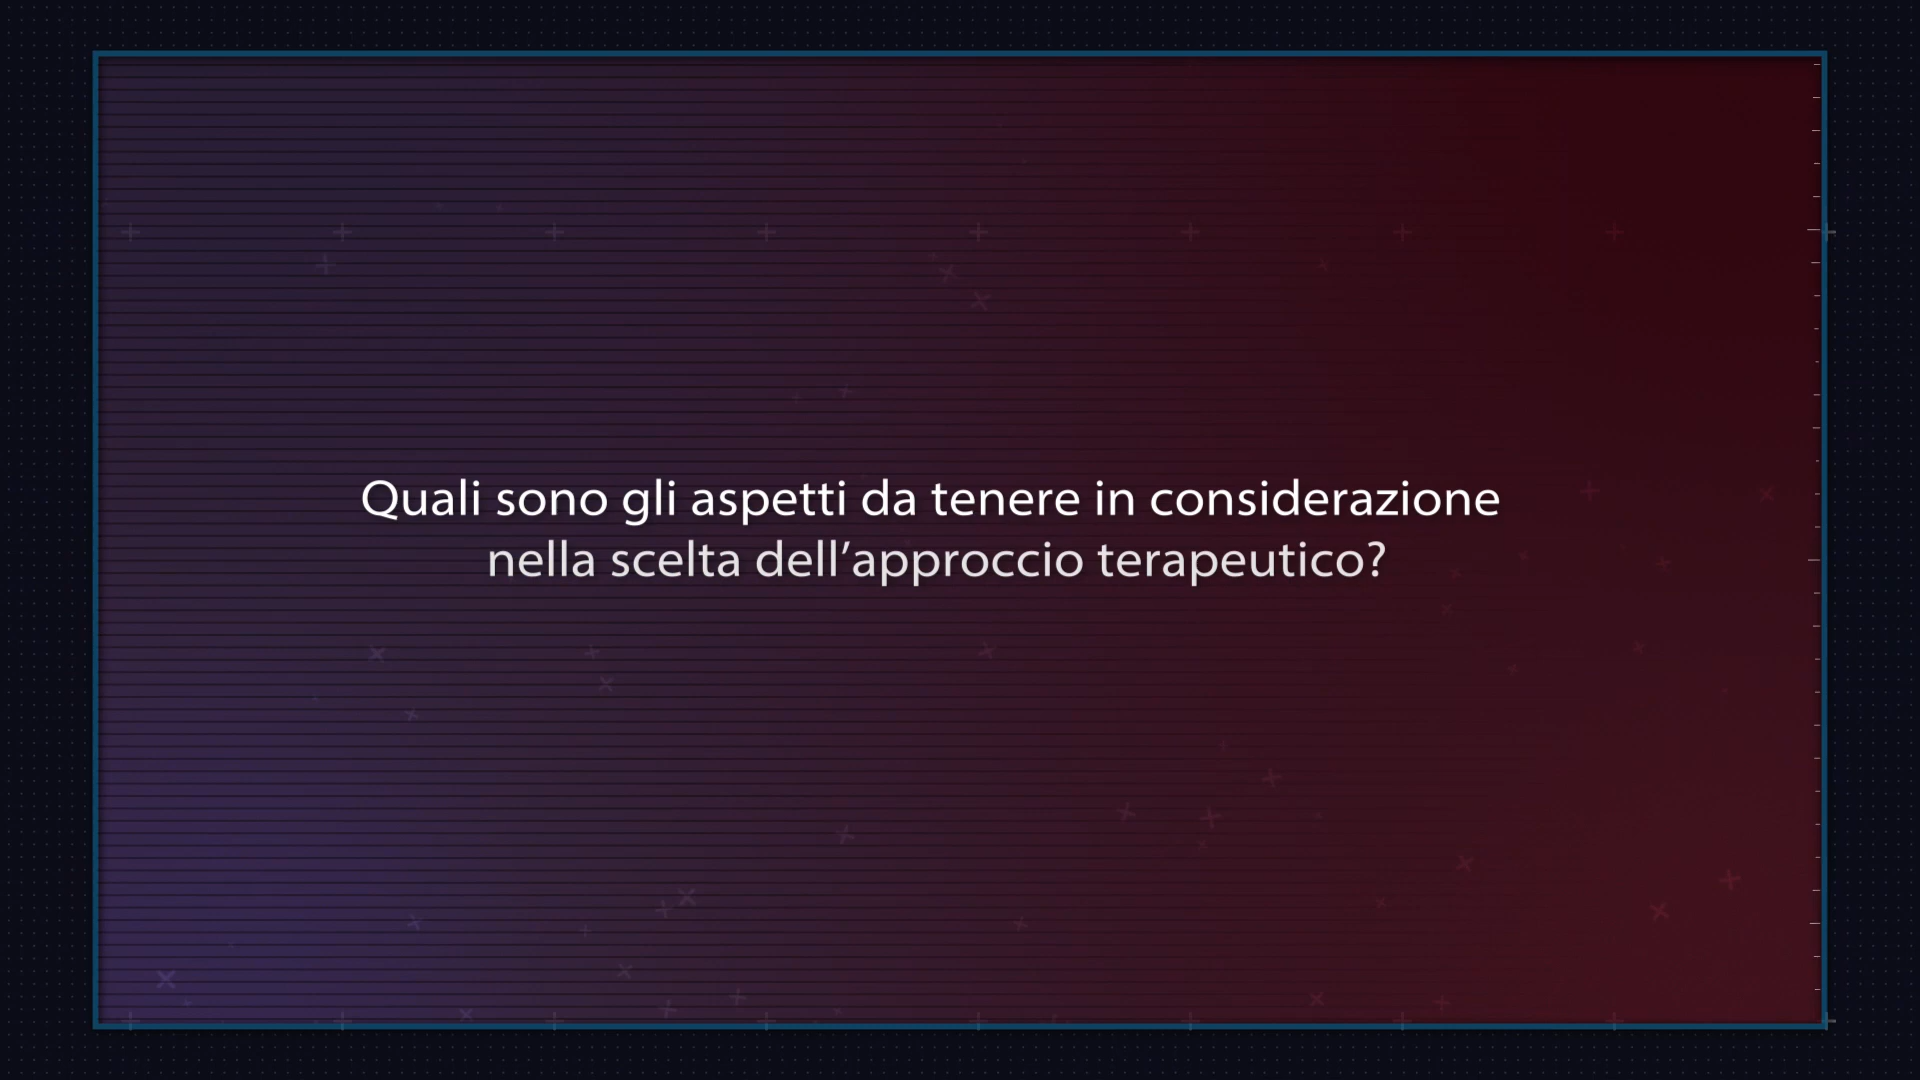 Quali sono gli aspetti da tenere in considerazione
nella scelta dell’approccio terapeutico?